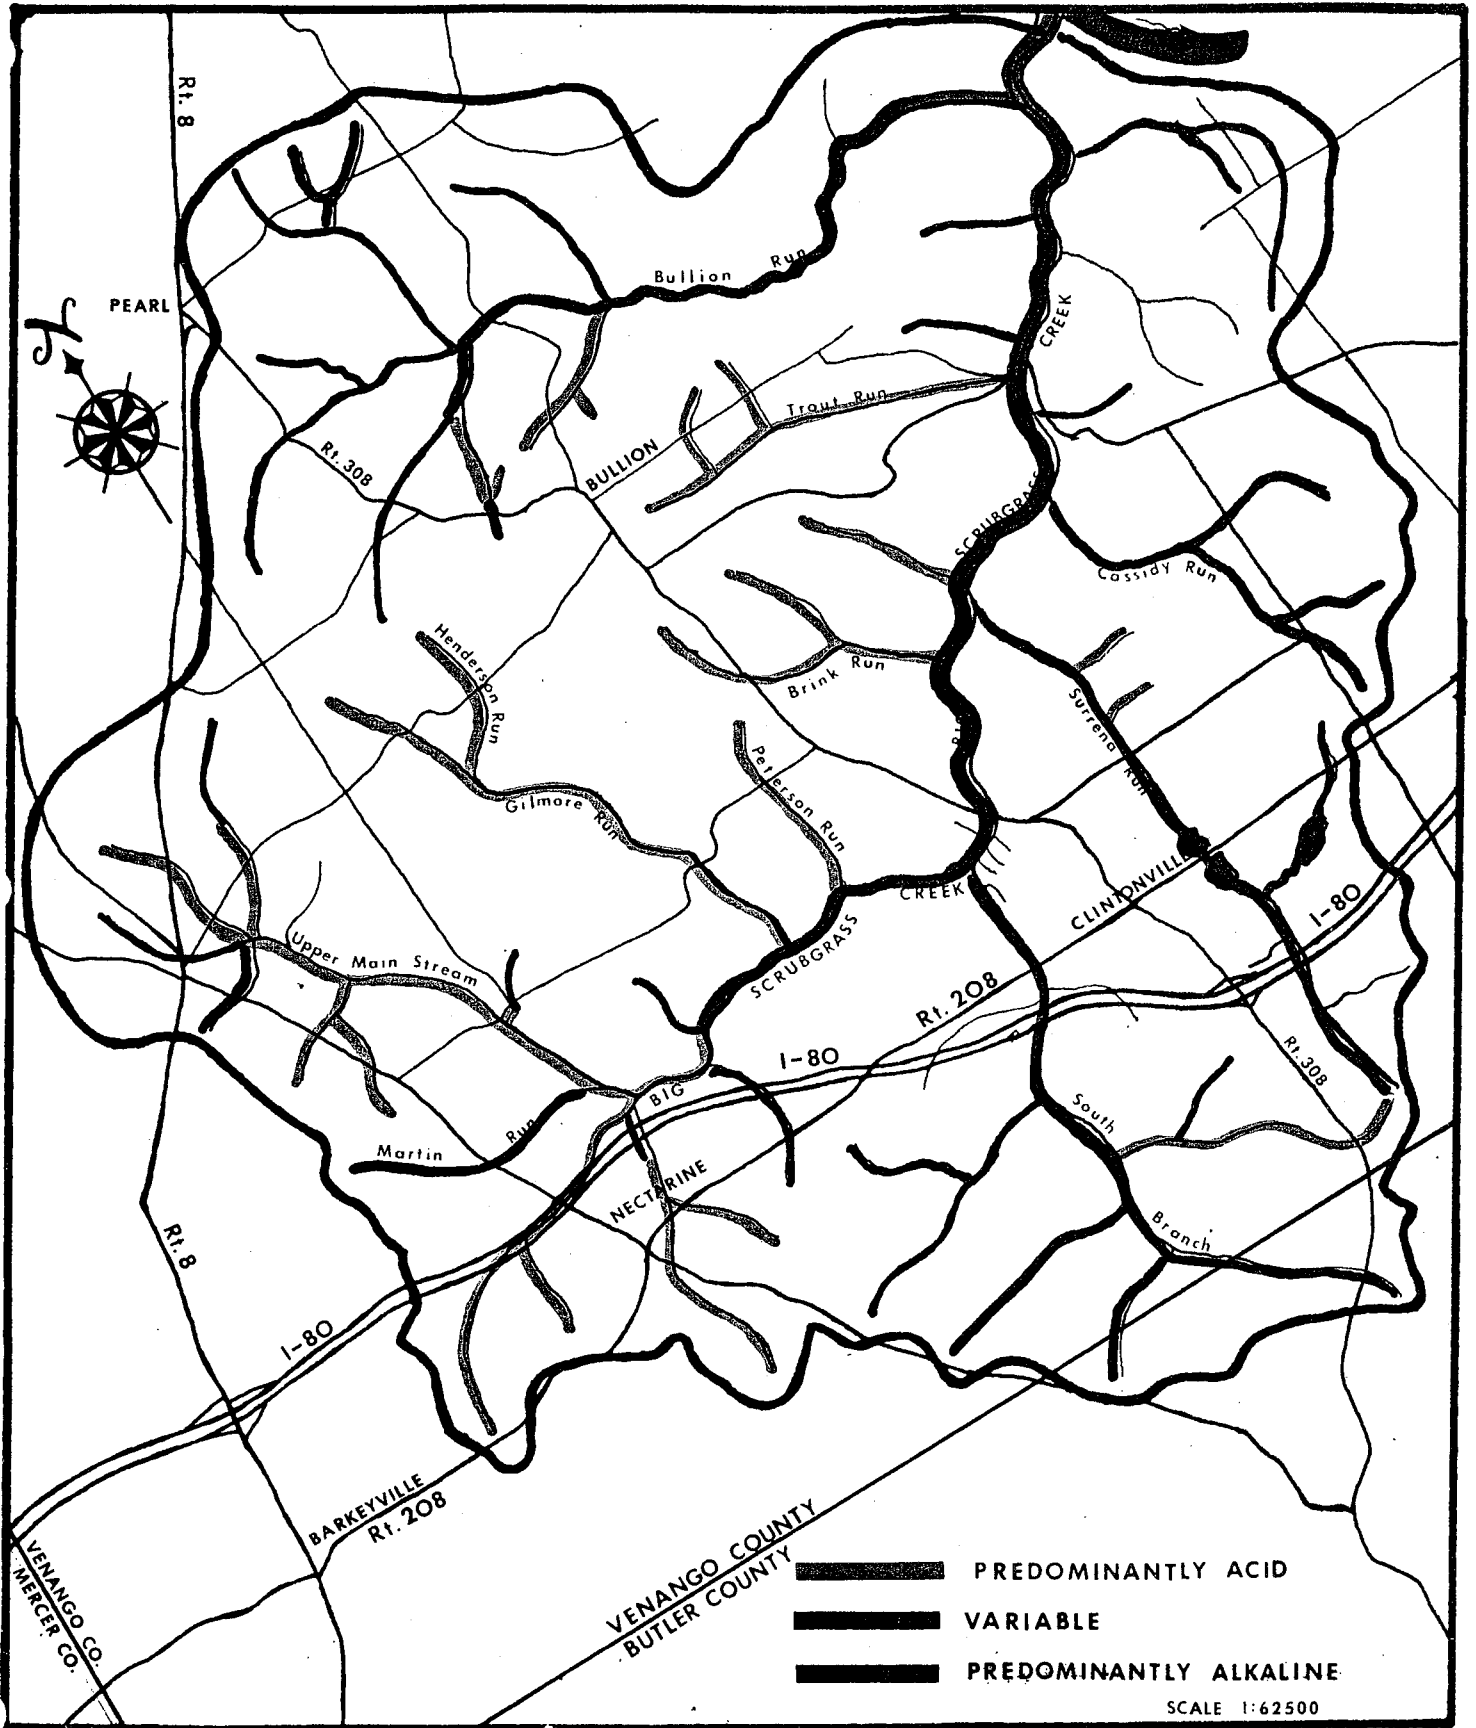 Rt. 8
PEARL
Bullion Run
CREEK
Trout Run
Rt. 308
BULLION
SCRUBGRASS
Cassidy Run
Henderson Run
Brink Run
Surrena Run
BIG
Peterson Run
Gilmore Run
CREEK
CLINTONVILLE
I-80
Upper Main Stream
SCRUBGRASS
Rt. 208
I-80
Rt. 308
BIG
South
Martin Run
NECTARINE
Branch
Rt. 8
I-80
BARKEYVILLE
Rt. 208
VENANGO COUNTY
BUTLER COUNTY
VENANGO CO.
MERCER CO.
PREDOMINANTLY ACID
VARIABLE
PREDOMINANTLY ALKALINE
SCALE 1:62500